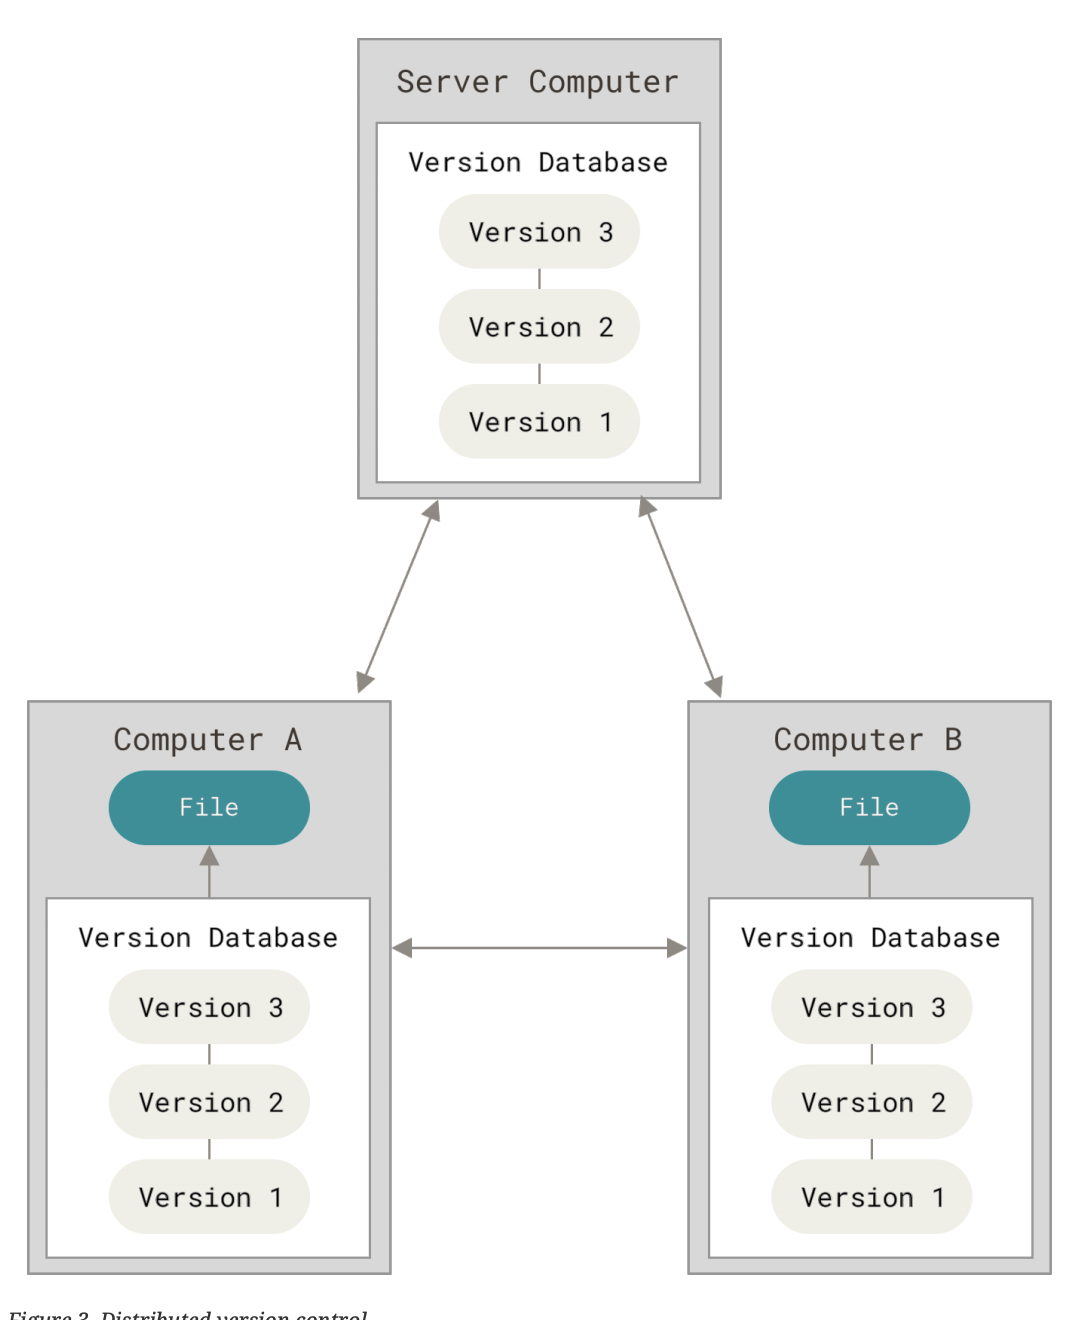 Server Computer
Version Database
Version 3
Version 2
Version 1
Computer A
File
Version Database
Version 3
Version 2
Version 1
Computer B
File
Version Database
Version 3
Version 2
Version 1
Figure 3. Distributed version control